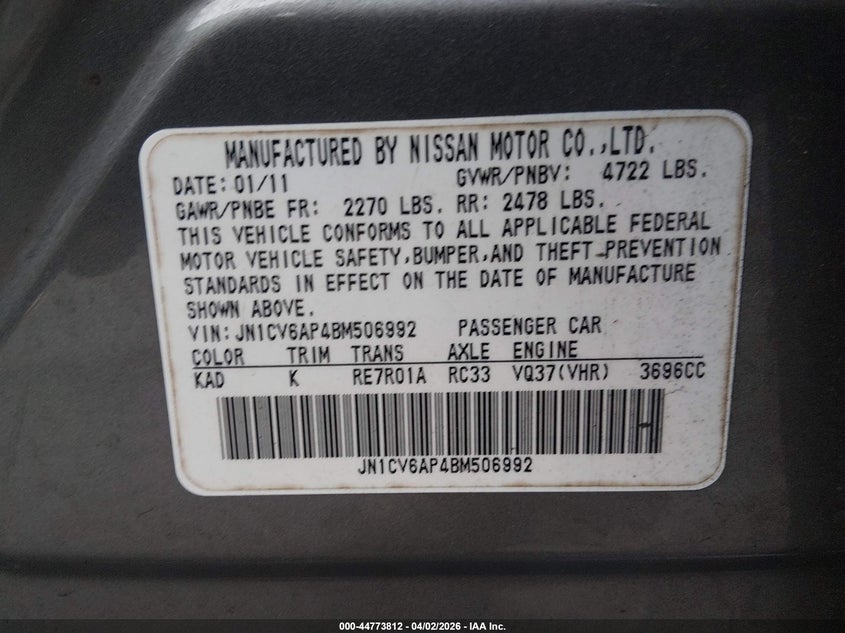 MANUFACTURED BY NISSAN MOTOR CO.,LTD.
DATE: 01/11 GVWR/PNBV: 4722 LBS.
GAWR/PNBE FR: 2270 LBS. RR: 2478 LBS.
THIS VEHICLE CONFORMS TO ALL APPLICABLE FEDERAL
MOTOR VEHICLE SAFETY,BUMPER,AND THEFT-PREVENTION
STANDARDS IN EFFECT ON THE DATE OF MANUFACTURE
SHOWN ABOVE.
VIN:JN1CV6AP4BM506992 PASSENGER CAR
COLOR TRIM TRANS AXLE ENGINE
KAD K RE7R01A RC33 VQ37(VHR) 3696CC
JN1CV6AP4BM506992
000-44773812 - 04/02/2026 - IAA Inc.